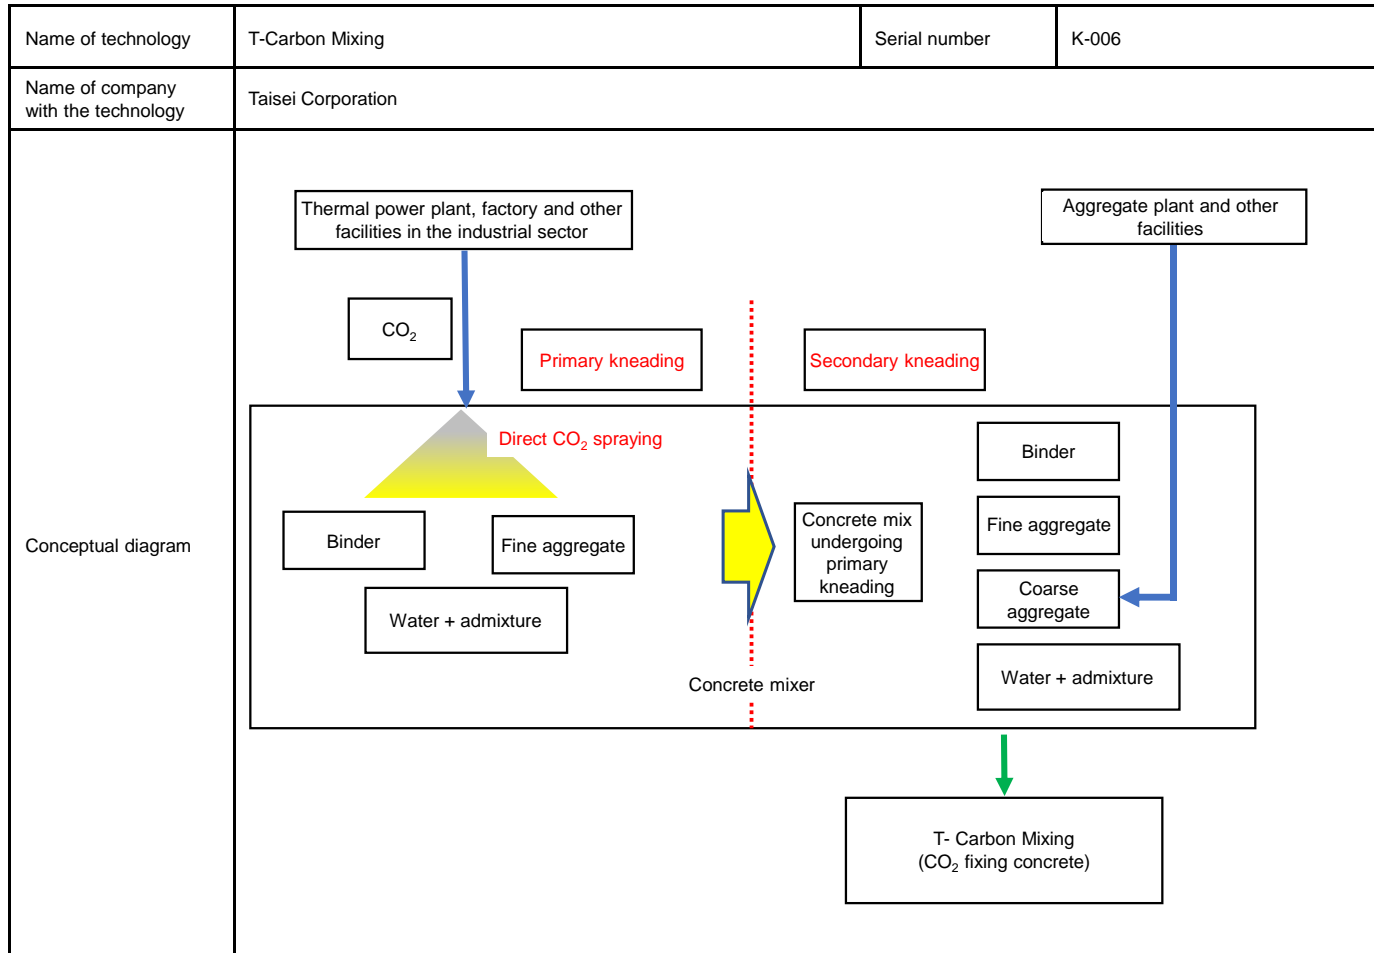 Name of technology
T-Carbon Mixing
Serial number
K-006
Name of company
with the technology
Taisei Corporation
Conceptual diagram
Thermal power plant, factory and other
facilities in the industrial sector
Aggregate plant and other
facilities
CO₂
Primary kneading
Secondary kneading
Direct CO₂ spraying
Binder
Fine aggregate
Water + admixture
Concrete mix
undergoing
primary
kneading
Binder
Fine aggregate
Coarse
aggregate
Water + admixture
Concrete mixer
T- Carbon Mixing
(CO₂ fixing concrete)